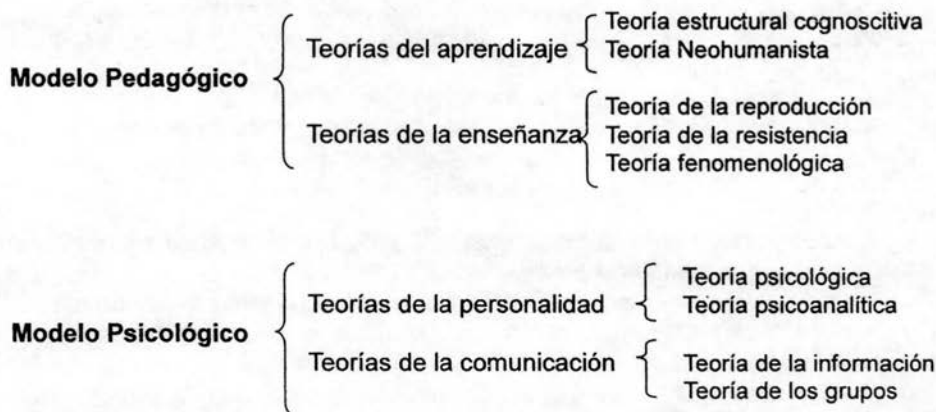 Modelo Pedagógico
Teorías del aprendizaje
Teoría estructural cognoscitiva
Teoría Neohumanista
Teorías de la enseñanza
Teoría de la reproducción
Teoría de la resistencia
Teoría fenomenológica
Modelo Psicológico
Teorías de la personalidad
Teoría psicológica
Teoría psicoanalítica
Teorías de la comunicación
Teoría de la información
Teoría de los grupos